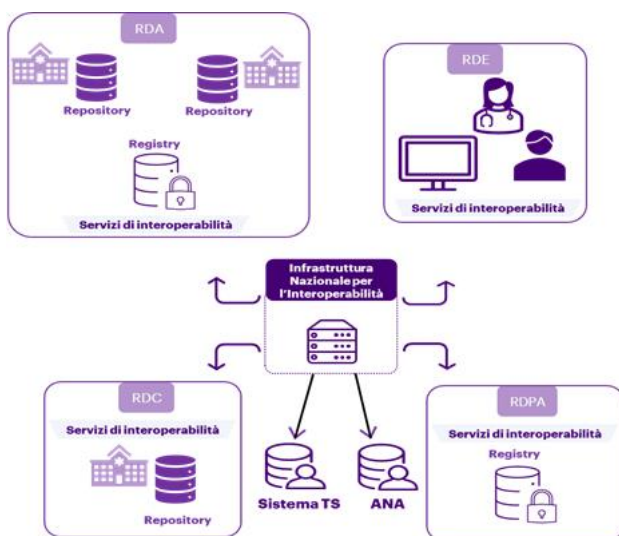 RDA
Repository
Repository
Registry
Servizi di interoperabilità
RDE
Servizi di interoperabilità
Infrastruttura
Nazionale per
l'Interoperabilità
RDC
Servizi di interoperabilità
Repository
Sistema TS
ANA
RDPA
Servizi di interoperabilità
Registry